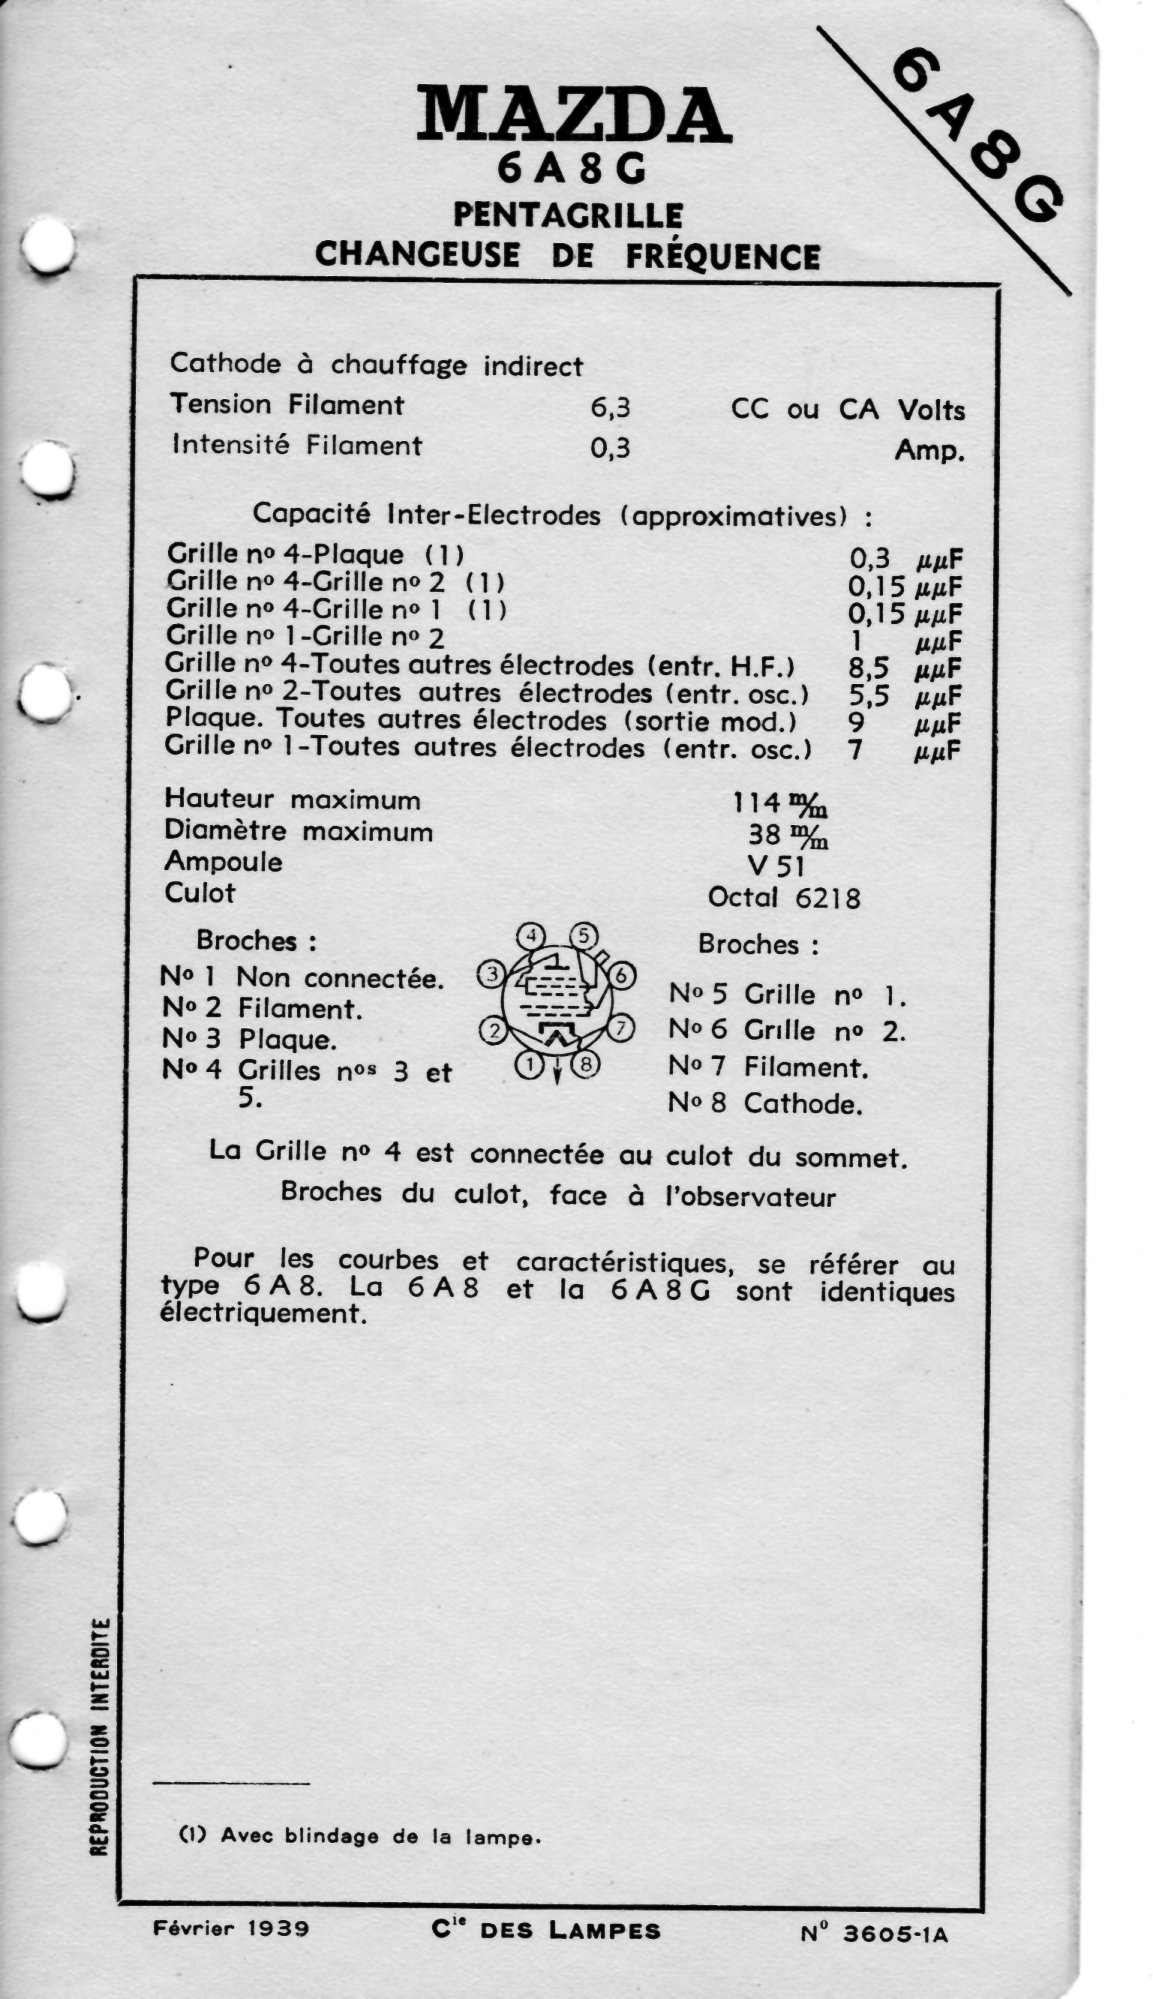 6A8G
MAZDA
6A8G
PENTAGRILLE
CHANGEUSE DE FRÉQUENCE
Cathode à chauffage indirect
Tension Filament 6,3 CC ou CA Volts
Intensité Filament 0,3 Amp.
Capacité Inter-Electrodes (approximatives) :
Grille nº 4-Plaque (1) 0,3 µµF
Grille nº 4-Grille nº 2 (1) 0,15 µµF
Grille nº 4-Grille nº 1 (1) 0,15 µµF
Grille nº 1-Grille nº 2 1 µµF
Grille nº 4-Toutes autres électrodes (entr. H.F.) 8,5 µµF
Grille nº 2-Toutes autres électrodes (entr. osc.) 5,5 µµF
Plaque. Toutes autres électrodes (sortie mod.) 9 µµF
Grille nº 1-Toutes autres électrodes (entr. osc.) 7 µµF
Hauteur maximum 114 m/m
Diamètre maximum 38 m/m
Ampoule V 51
Culot Octal 6218
Broches :
Nº 1 Non connectée.
Nº 2 Filament.
Nº 3 Plaque.
Nº 4 Grilles nos 3 et
5.
4 5
3 6
2 7
1 8
Broches :
Nº 5 Grille nº 1.
Nº 6 Grille nº 2.
Nº 7 Filament.
Nº 8 Cathode.
La Grille nº 4 est connectée au culot du sommet.
Broches du culot, face à l'observateur
Pour les courbes et caractéristiques, se référer au
type 6A8. La 6A8 et la 6A8G sont identiques
électriquement.
REPRODUCTION INTERDITE
(1) Avec blindage de la lampe.
Février 1939 Cie DES LAMPES Nº 3605-1A